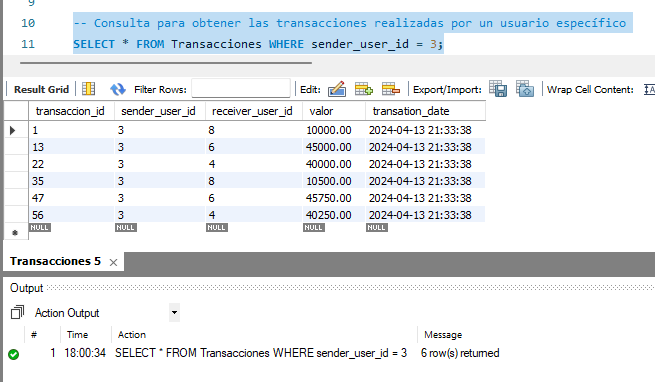 9
10 -- Consulta para obtener las transacciones realizadas por un usuario específico
11 SELECT * FROM Transacciones WHERE sender_user_id = 3;
Result Grid Filter Rows: Edit: Export/Import: Wrap Cell Content:
transaccion_id sender_user_id receiver_user_id valor transation_date
1 3 8 10000.00 2024-04-13 21:33:38
13 3 6 45000.00 2024-04-13 21:33:38
22 3 4 40000.00 2024-04-13 21:33:38
35 3 8 10500.00 2024-04-13 21:33:38
47 3 6 45750.00 2024-04-13 21:33:38
56 3 4 40250.00 2024-04-13 21:33:38
NULL NULL NULL NULL NULL
Transacciones 5
Output
Action Output
# Time Action Message
1 18:00:34 SELECT * FROM Transacciones WHERE sender_user_id = 3 6 row(s) returned